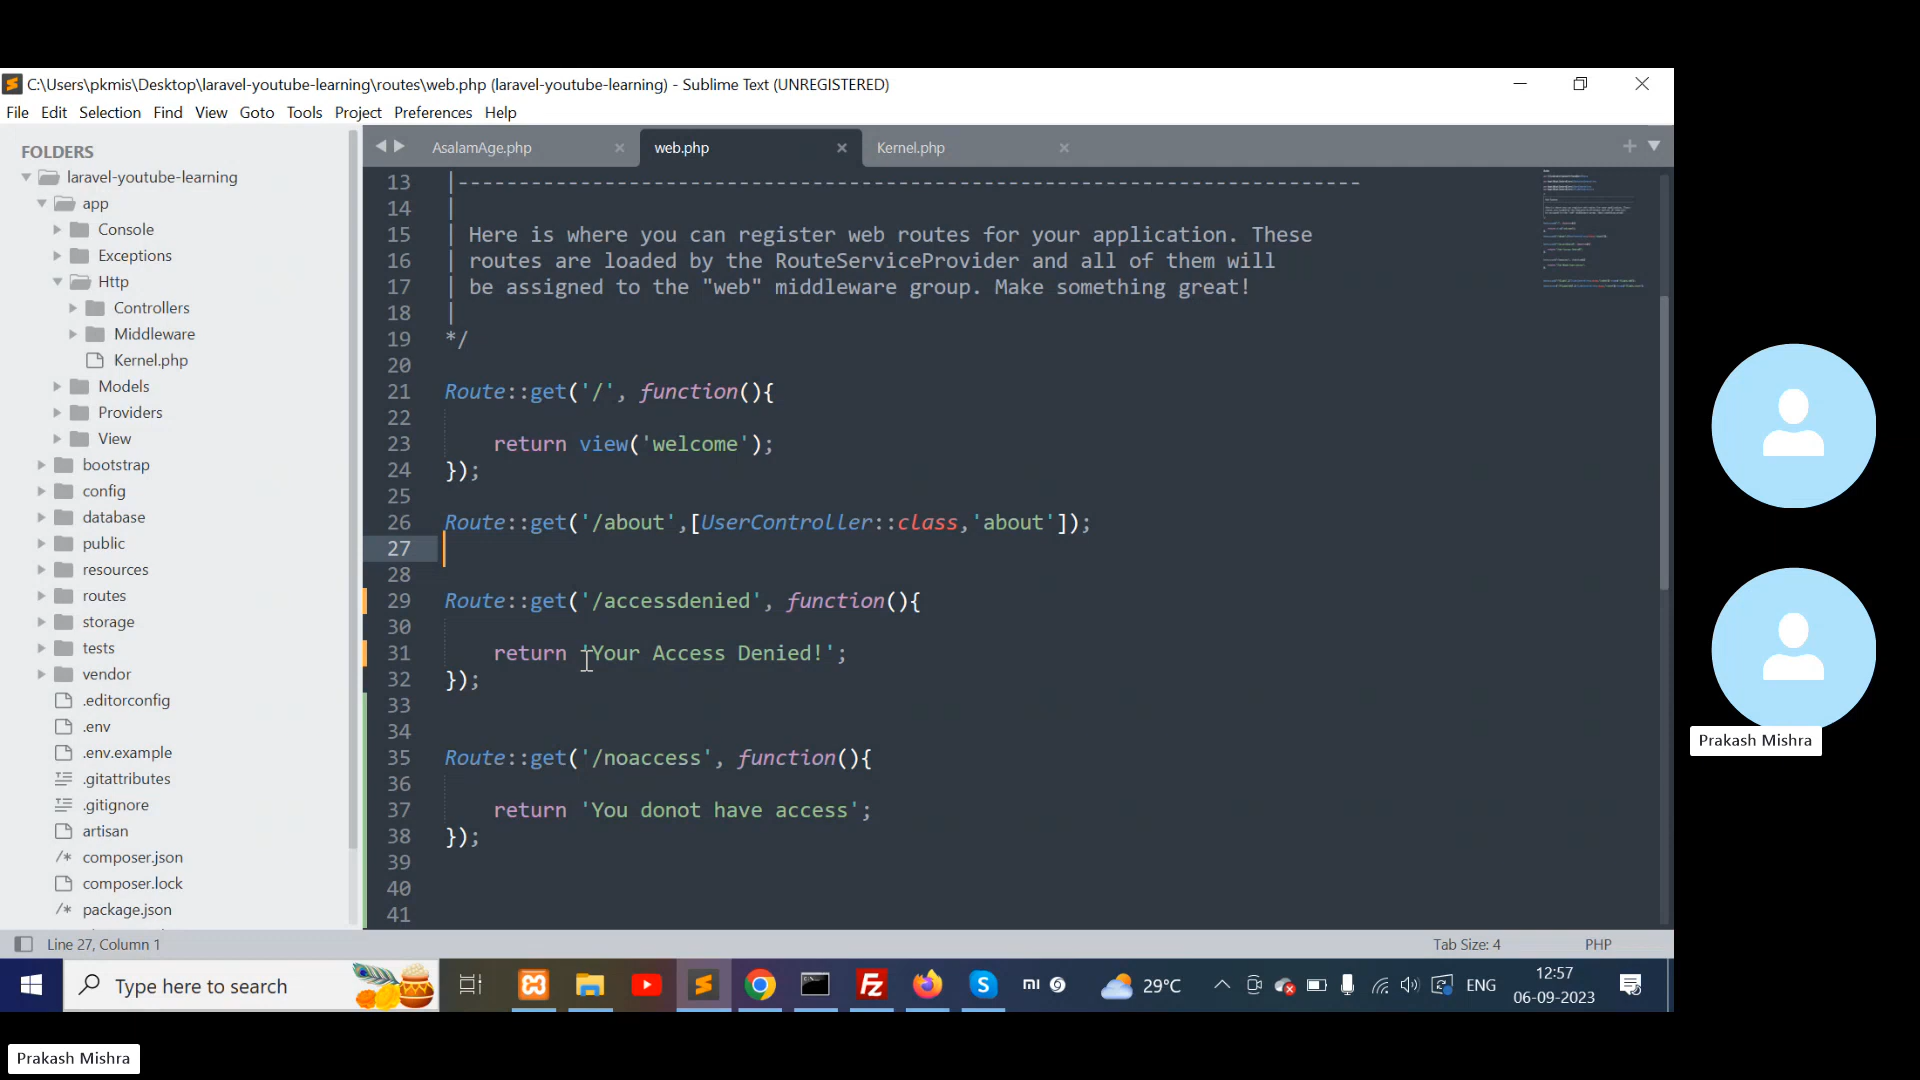 C:\Users\pkmis\Desktop\laravel-youtube-learning\routes\web.php (laravel-youtube-learning) - Sublime Text (UNREGISTERED)
File Edit Selection Find View Goto Tools Project Preferences Help
FOLDERS
laravel-youtube-learning
app
Console
Exceptions
Http
Controllers
Middleware
Kernel.php
Models
Providers
View
bootstrap
config
database
public
resources
routes
storage
tests
vendor
.editorconfig
.env
.env.example
.gitattributes
.gitignore
artisan
/* composer.json
composer.lock
/* package.json
AsalamAge.php
web.php
Kernel.php
13 |--------------------------------------------------------------------------
14 |
15 | Here is where you can register web routes for your application. These
16 | routes are loaded by the RouteServiceProvider and all of them will
17 | be assigned to the "web" middleware group. Make something great!
18 |
19 */
20
21 Route::get('/', function(){
22
23 return view('welcome');
24 });
25
26 Route::get('/about',[UserController::class,'about']);
27
28
29 Route::get('/accessdenied', function(){
30
31 return 'Your Access Denied!';
32 });
33
34
35 Route::get('/noaccess', function(){
36
37 return 'You donot have access';
38 });
39
40
41
Line 27, Column 1
Tab Size: 4
PHP
Type here to search
mi
29°C
ENG
12:57
06-09-2023
Prakash Mishra
Prakash Mishra